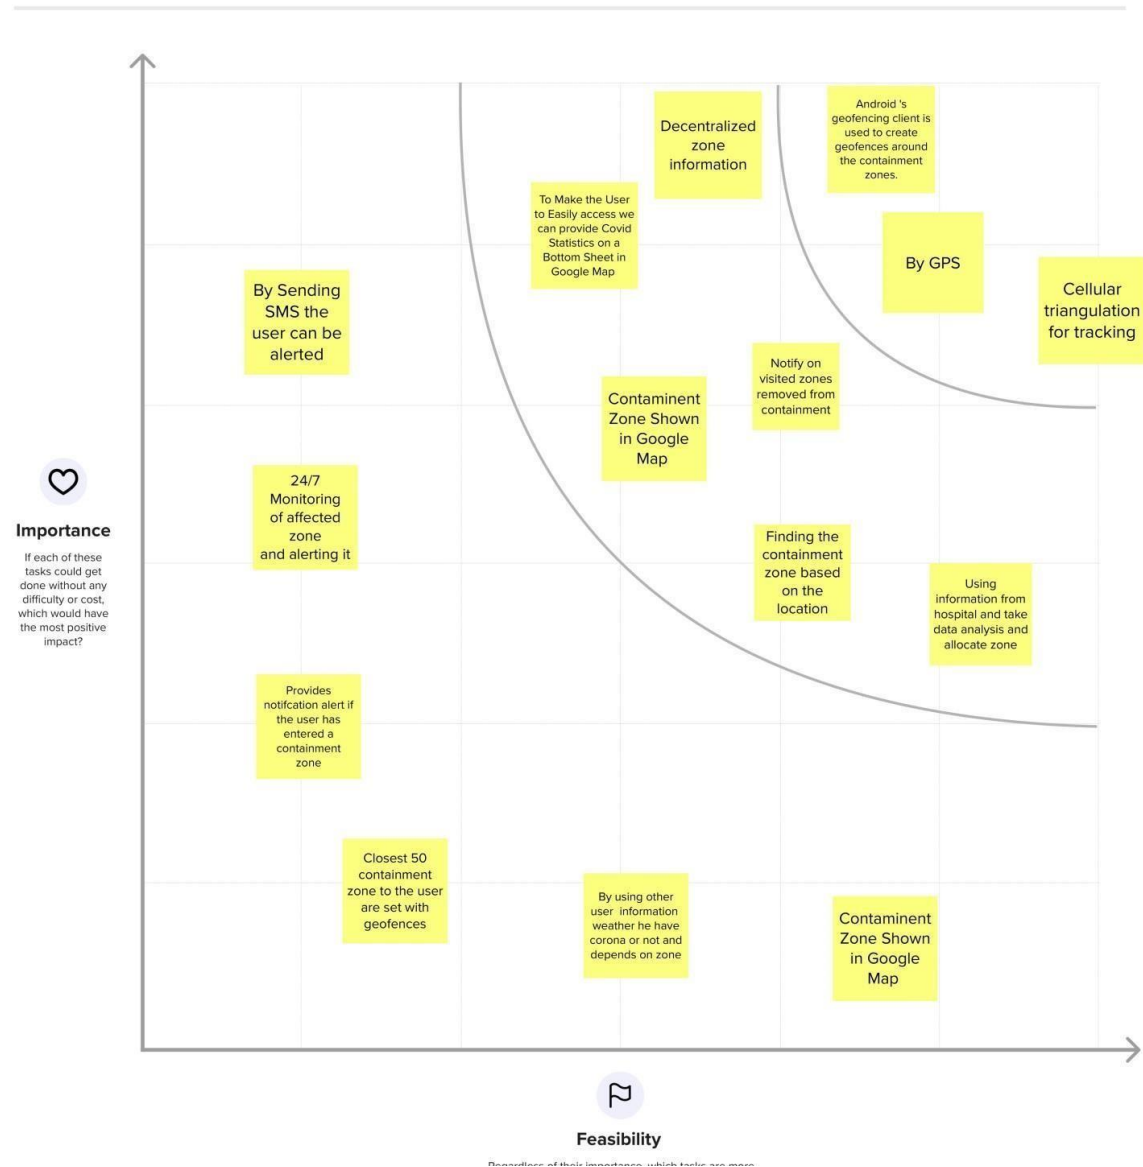 Android 's
geofencing client is
used to create
geofences around
the containment
zones.
Decentralized
zone
information
To Make the User
to Easily access we
can provide Covid
Statistics on a
Bottom Sheet in
Google Map
By GPS
Cellular
triangulation
for tracking
By Sending
SMS the
user can be
alerted
Notify on
visited zones
removed from
containment
Contaminent
Zone Shown
in Google
Map
24/7
Monitoring
of affected
zone
and alerting it
Importance
If each of these
tasks could get
done without any
difficulty or cost,
which would have
the most positive
impact?
Finding the
containment
zone based
on the
location
Using
information from
hospital and take
data analysis and
allocate zone
Provides
notifcation alert if
the user has
entered a
containment
zone
Closest 50
containment
zone to the user
are set with
geofences
By using other
user information
weather he have
corona or not and
depends on zone
Contaminent
Zone Shown
in Google
Map
Feasibility
Regardless of their importance, which tasks are more